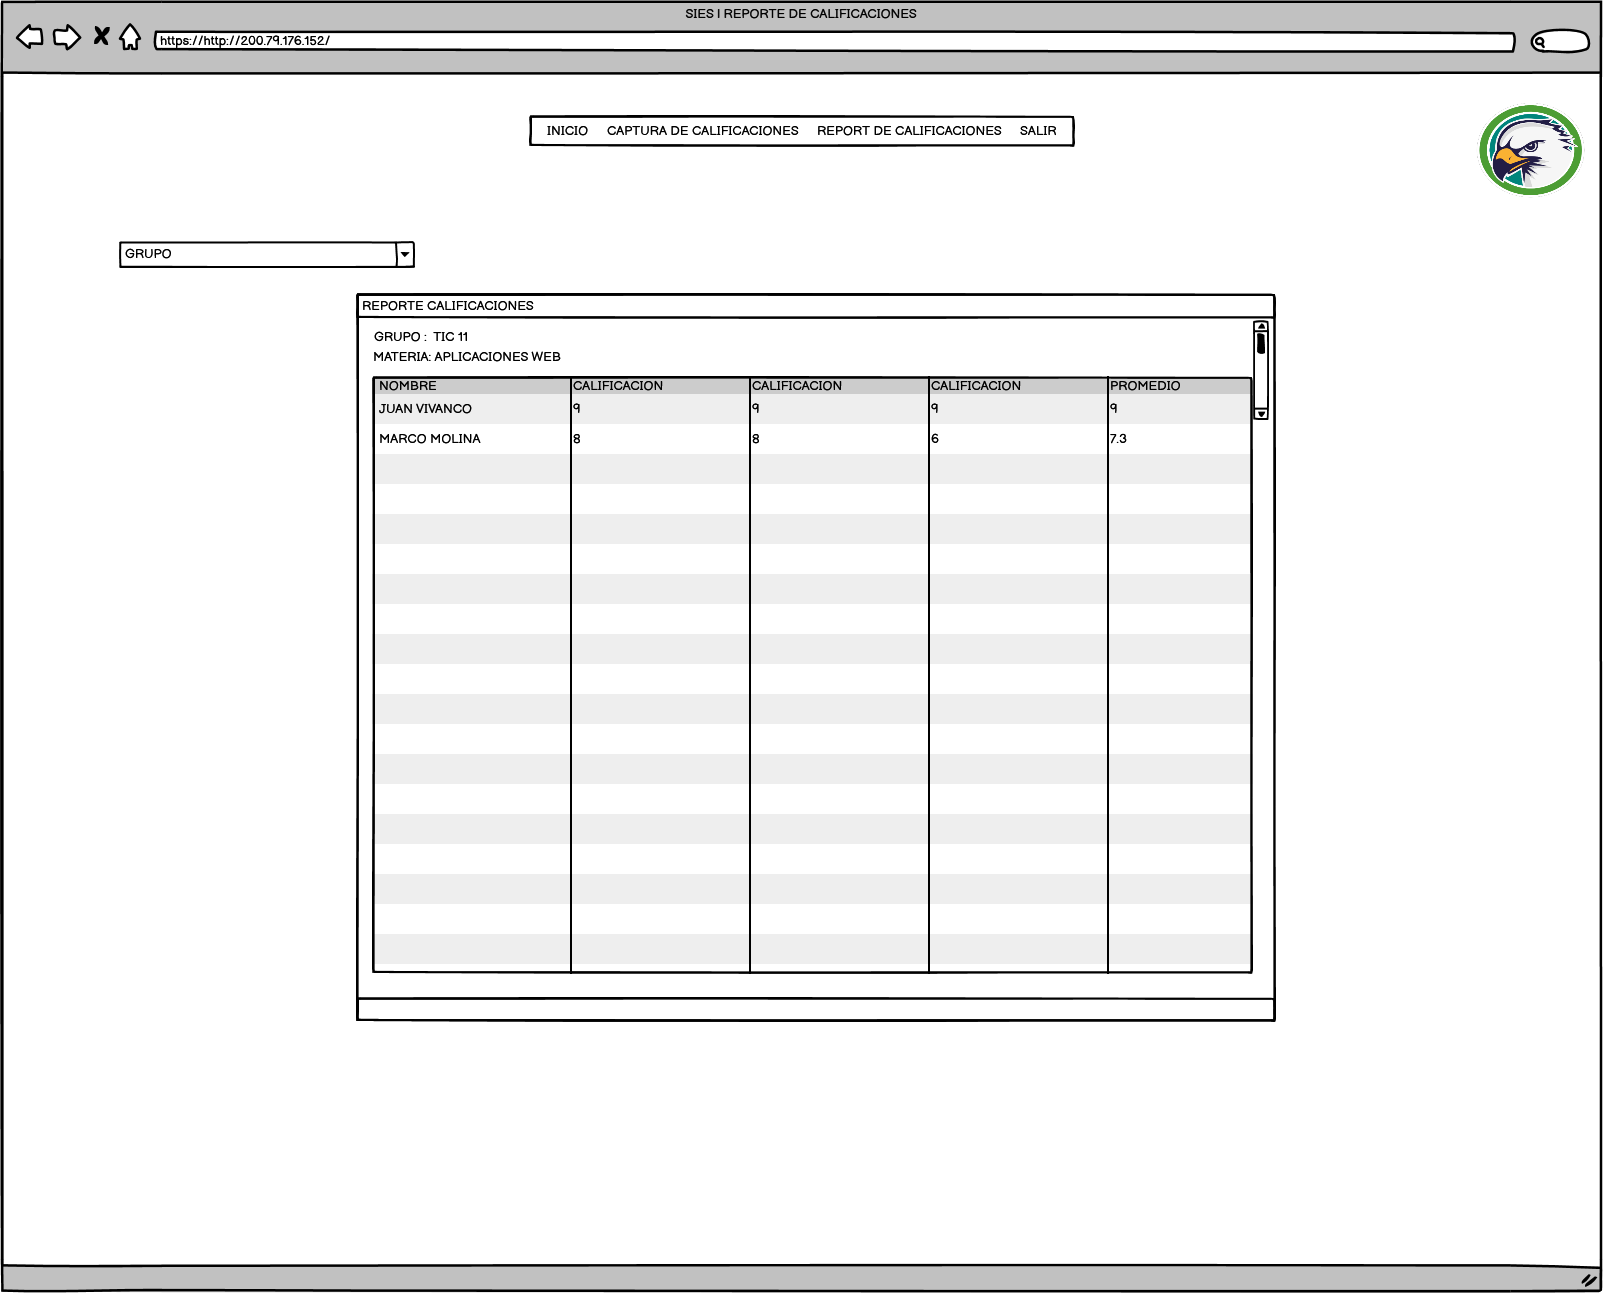 SIES | REPORTE DE CALIFICACIONES
https://http://200.79.176.152/
INICIO CAPTURA DE CALIFICACIONES REPORT DE CALIFICACIONES SALIR
GRUPO
REPORTE CALIFICACIONES
GRUPO : TIC 11
MATERIA: APLICACIONES WEB
NOMBRE CALIFICACION CALIFICACION CALIFICACION PROMEDIO
JUAN VIVANCO 9 9 9 9
MARCO MOLINA 8 8 6 7.3